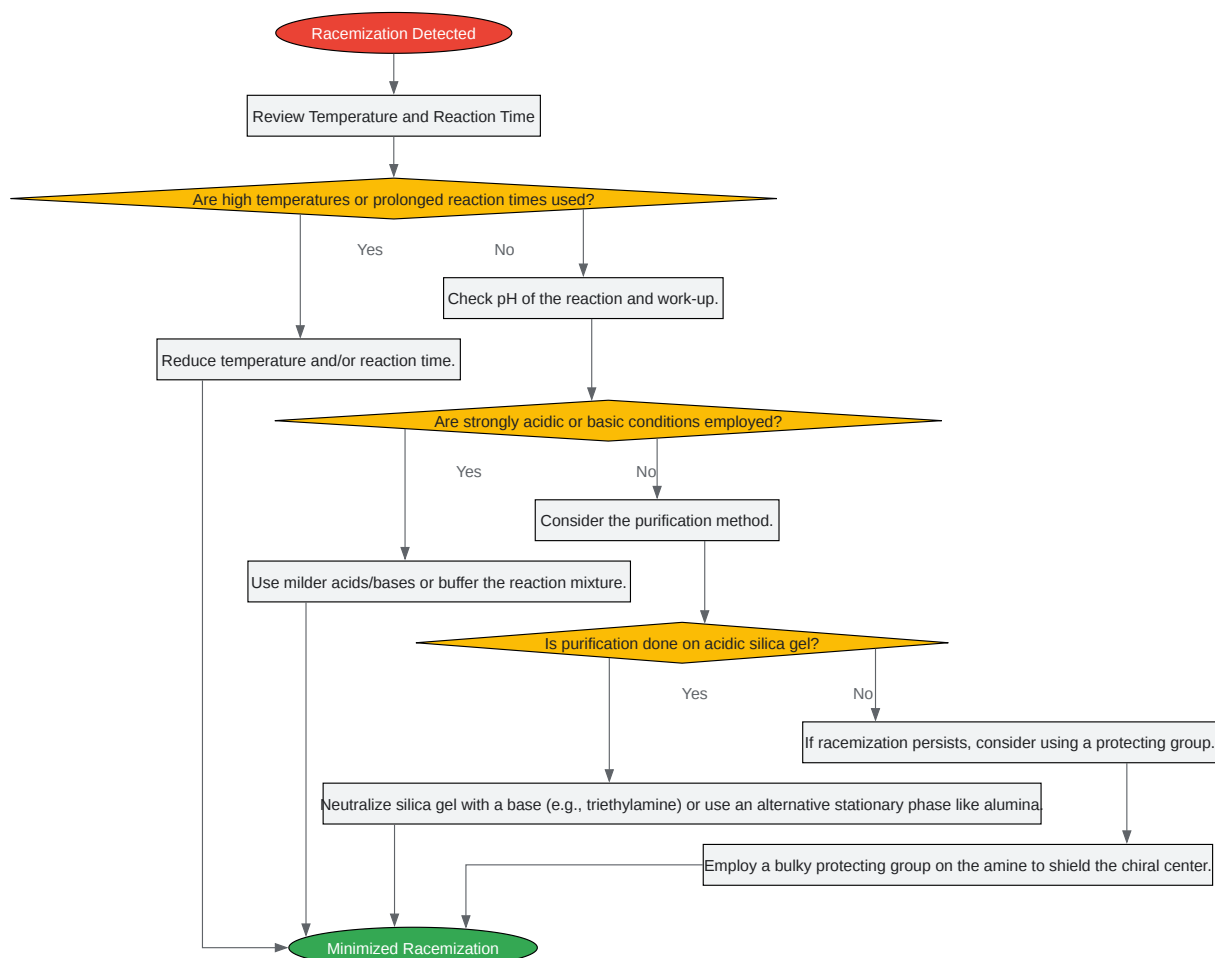 Racemization Detected
Review Temperature and Reaction Time
Are high temperatures or prolonged reaction times used?
Yes
No
Check pH of the reaction and work-up.
Reduce temperature and/or reaction time.
Are strongly acidic or basic conditions employed?
Yes
No
Consider the purification method.
Use milder acids/bases or buffer the reaction mixture.
Is purification done on acidic silica gel?
Yes
No
If racemization persists, consider using a protecting group.
Neutralize silica gel with a base (e.g., triethylamine) or use an alternative stationary phase like alumina.
Employ a bulky protecting group on the amine to shield the chiral center.
Minimized Racemization